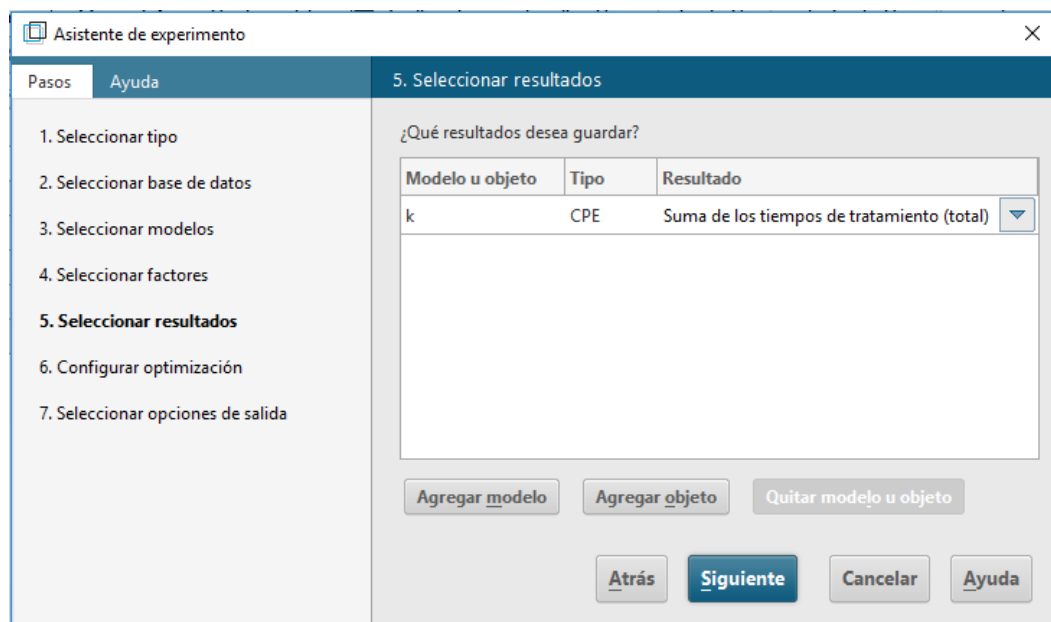 Asistente de experimento
Pasos Ayuda
5. Seleccionar resultados
1. Seleccionar tipo
2. Seleccionar base de datos
3. Seleccionar modelos
4. Seleccionar factores
5. Seleccionar resultados
6. Configurar optimización
7. Seleccionar opciones de salida
¿Qué resultados desea guardar?
Modelo u objeto Tipo Resultado
k CPE Suma de los tiempos de tratamiento (total)
Agregar modelo Agregar objeto Quitar modelo u objeto
Atrás Siguiente Cancelar Ayuda